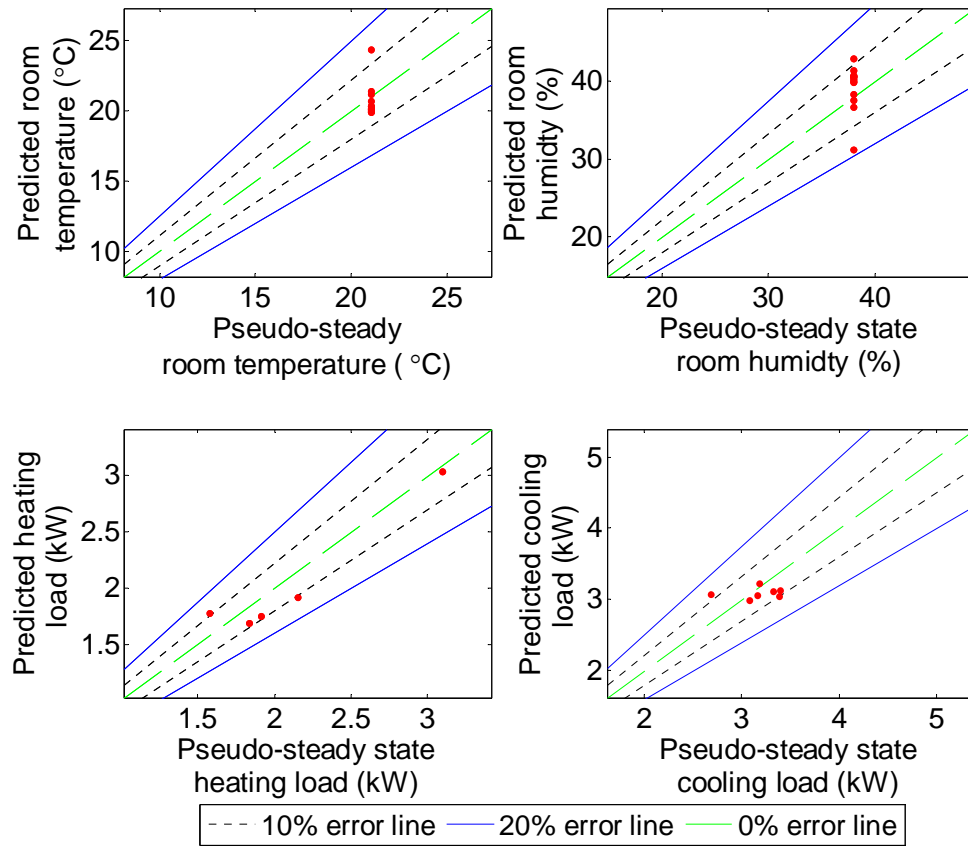 Predicted room
temperature (°C)
25
20
15
10
10
15
20
25
Pseudo-steady
room temperature ( °C)
Predicted room
humidty (%)
40
30
20
20
30
40
Pseudo-steady state
room humidty (%)
Predicted heating
load (kW)
3
2.5
2
1.5
1.5
2
2.5
3
Pseudo-steady state
heating load (kW)
Predicted cooling
load (kW)
5
4
3
2
2
3
4
5
Pseudo-steady state
cooling load (kW)
10% error line
20% error line
0% error line